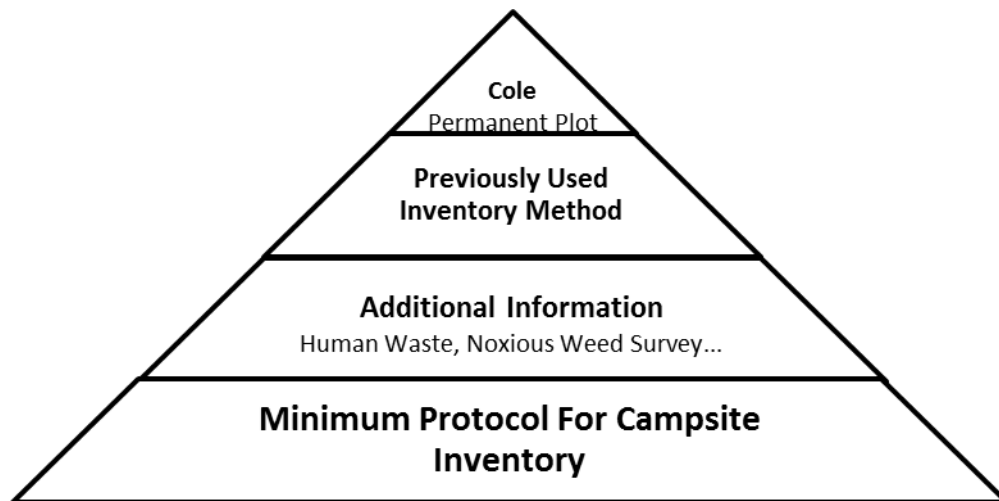 Cole
Permanent Plot
Previously Used
Inventory Method
Additional Information
Human Waste, Noxious Weed Survey...
Minimum Protocol For Campsite
Inventory